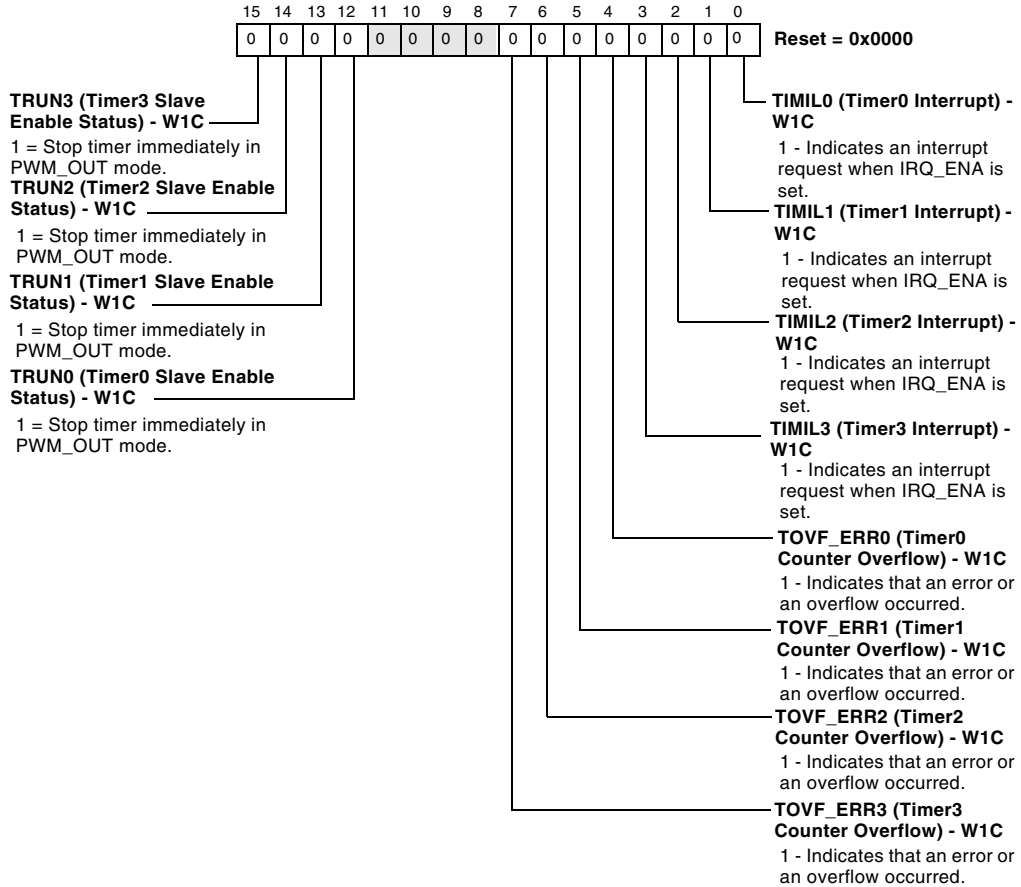 15 14 13 12 11 10 9 8 7 6 5 4 3 2 1 0
0 0 0 0 0 0 0 0 0 0 0 0 0 0 0 0
Reset = 0x0000
TRUN3 (Timer3 Slave
Enable Status) - W1C
1 = Stop timer immediately in
PWM_OUT mode.
TRUN2 (Timer2 Slave Enable
Status) - W1C
1 = Stop timer immediately in
PWM_OUT mode.
TRUN1 (Timer1 Slave Enable
Status) - W1C
1 = Stop timer immediately in
PWM_OUT mode.
TRUN0 (Timer0 Slave Enable
Status) - W1C
1 = Stop timer immediately in
PWM_OUT mode.
TIMIL0 (Timer0 Interrupt) -
W1C
1 - Indicates an interrupt
request when IRQ_ENA is
set.
TIMIL1 (Timer1 Interrupt) -
W1C
1 - Indicates an interrupt
request when IRQ_ENA is
set.
TIMIL2 (Timer2 Interrupt) -
W1C
1 - Indicates an interrupt
request when IRQ_ENA is
set.
TIMIL3 (Timer3 Interrupt) -
W1C
1 - Indicates an interrupt
request when IRQ_ENA is
set.
TOVF_ERR0 (Timer0
Counter Overflow) - W1C
1 - Indicates that an error or
an overflow occurred.
TOVF_ERR1 (Timer1
Counter Overflow) - W1C
1 - Indicates that an error or
an overflow occurred.
TOVF_ERR2 (Timer2
Counter Overflow) - W1C
1 - Indicates that an error or
an overflow occurred.
TOVF_ERR3 (Timer3
Counter Overflow) - W1C
1 - Indicates that an error or
an overflow occurred.